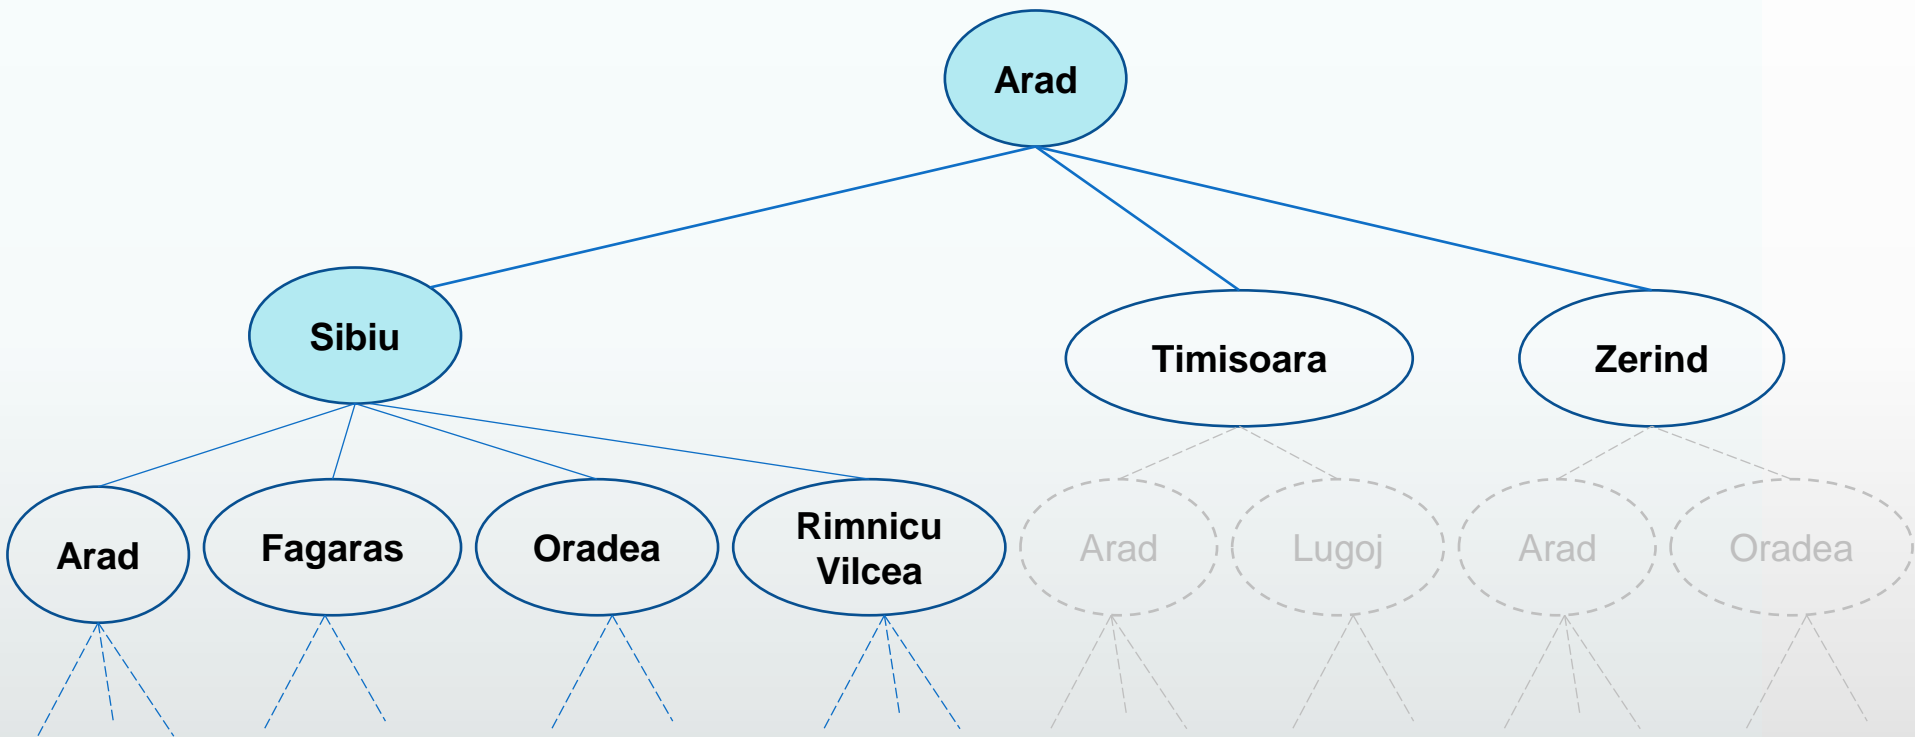 Arad
Sibiu
Timisoara
Zerind
Arad
Fagaras
Oradea
Rimnicu
Vilcea
Arad
Lugoj
Arad
Oradea